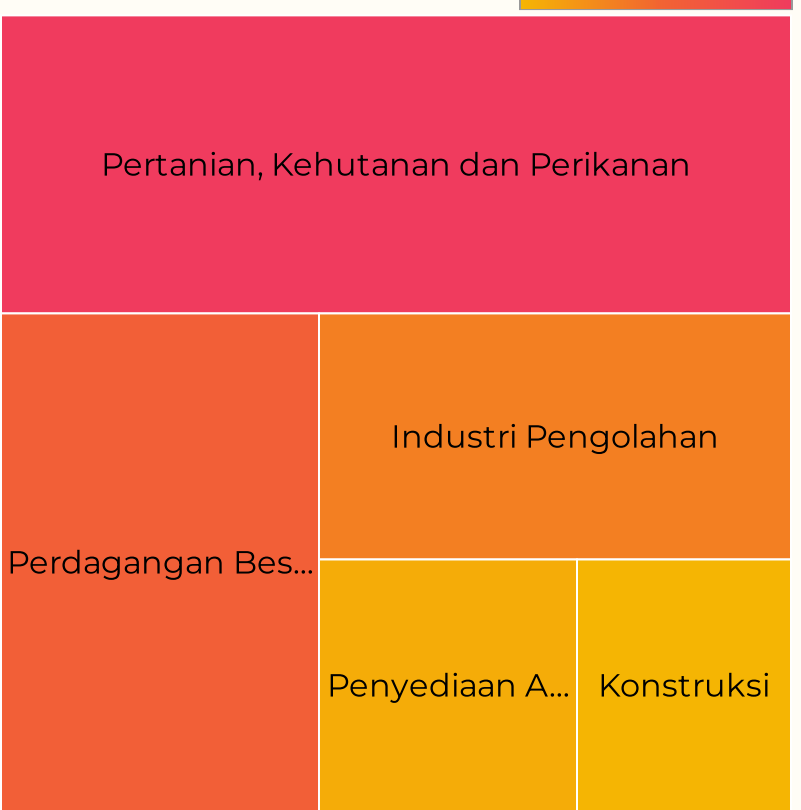 Pertanian, Kehutanan dan Perikanan
Industri Pengolahan
Perdagangan Bes...
Penyediaan A...
Konstruksi